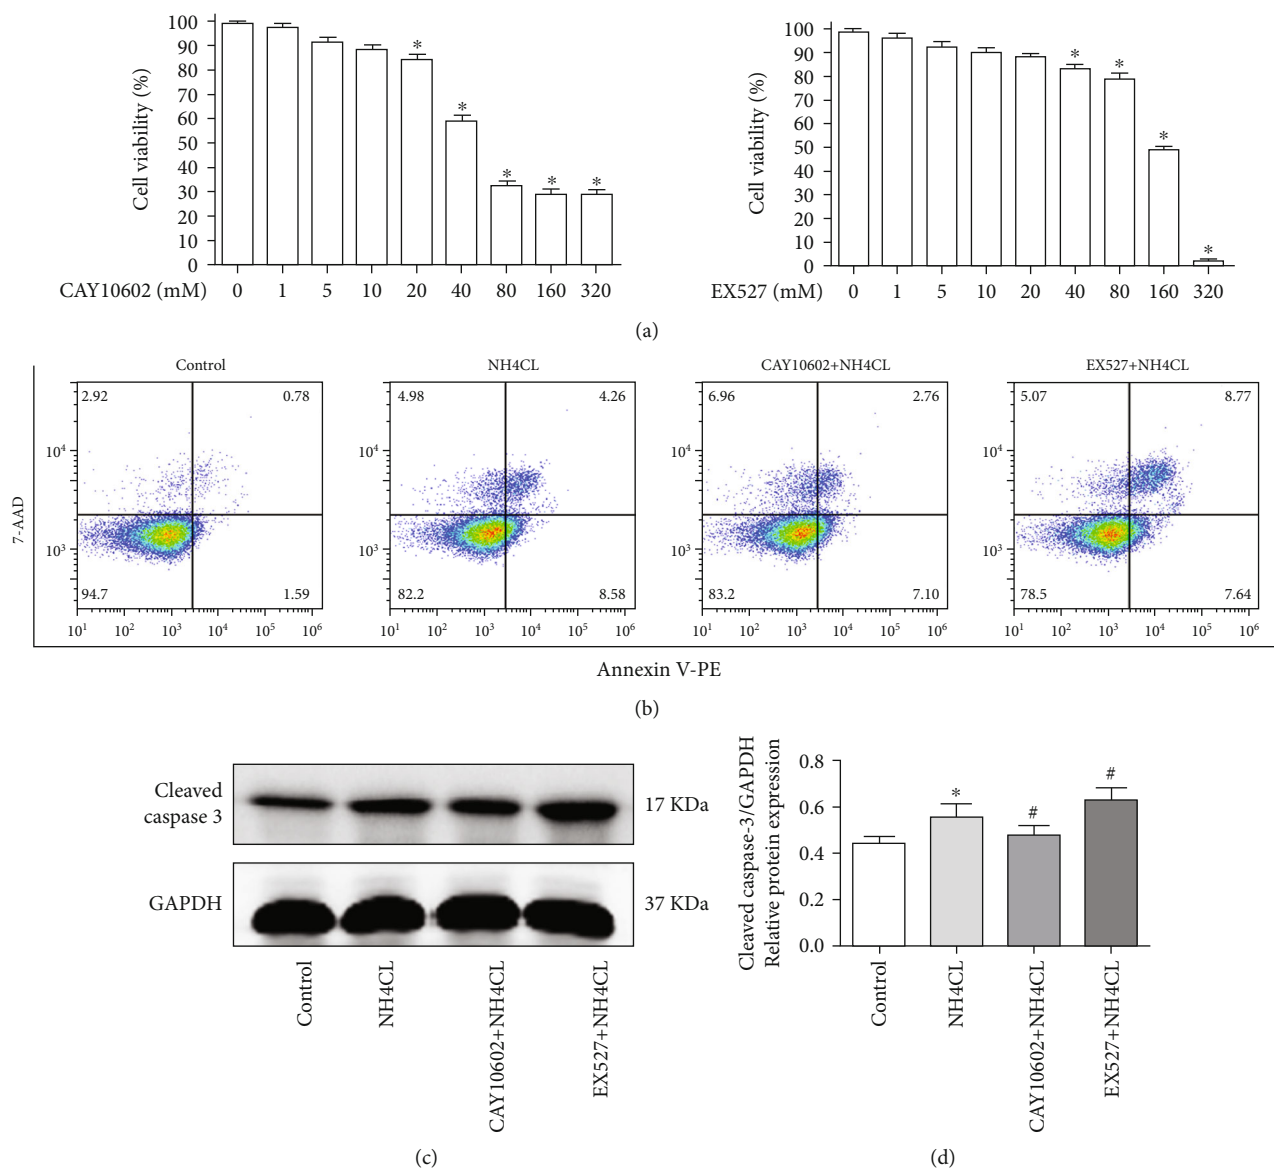 Cell viability (%)
100
90
80
70
60
50
40
30
20
10
0
* * * * *
CAY10602 (mM) 0 1 5 10 20 40 80 160 320
Cell viability (%)
100
90
80
70
60
50
40
30
20
10
0
* * * *
EX527 (mM) 0 1 5 10 20 40 80 160 320
(a)
Control NH4CL CAY10602+NH4CL EX527+NH4CL
2.92 0.78 4.98 4.26 6.96 2.76 5.07 8.77
10⁴ 10⁴ 10⁴ 10⁴
7-AAD
10³ 10³ 10³ 10³
94.7 1.59 82.2 8.58 83.2 7.10 78.5 7.64
10¹ 10² 10³ 10⁴ 10⁵ 10⁶ 10¹ 10² 10³ 10⁴ 10⁵ 10⁶ 10¹ 10² 10³ 10⁴ 10⁵ 10⁶ 10¹ 10² 10³ 10⁴ 10⁵ 10⁶
Annexin V-PE
(b)
Cleaved
caspase 3
17 KDa
GAPDH
37 KDa
Control
NH4CL
CAY10602+NH4CL
EX527+NH4CL
(c)
Cleaved caspase-3/GAPDH
Relative protein expression
0.8
0.6
0.4
0.2
0.0
* # #
Control
NH4CL
CAY10602+NH4CL
EX527+NH4CL
(d)